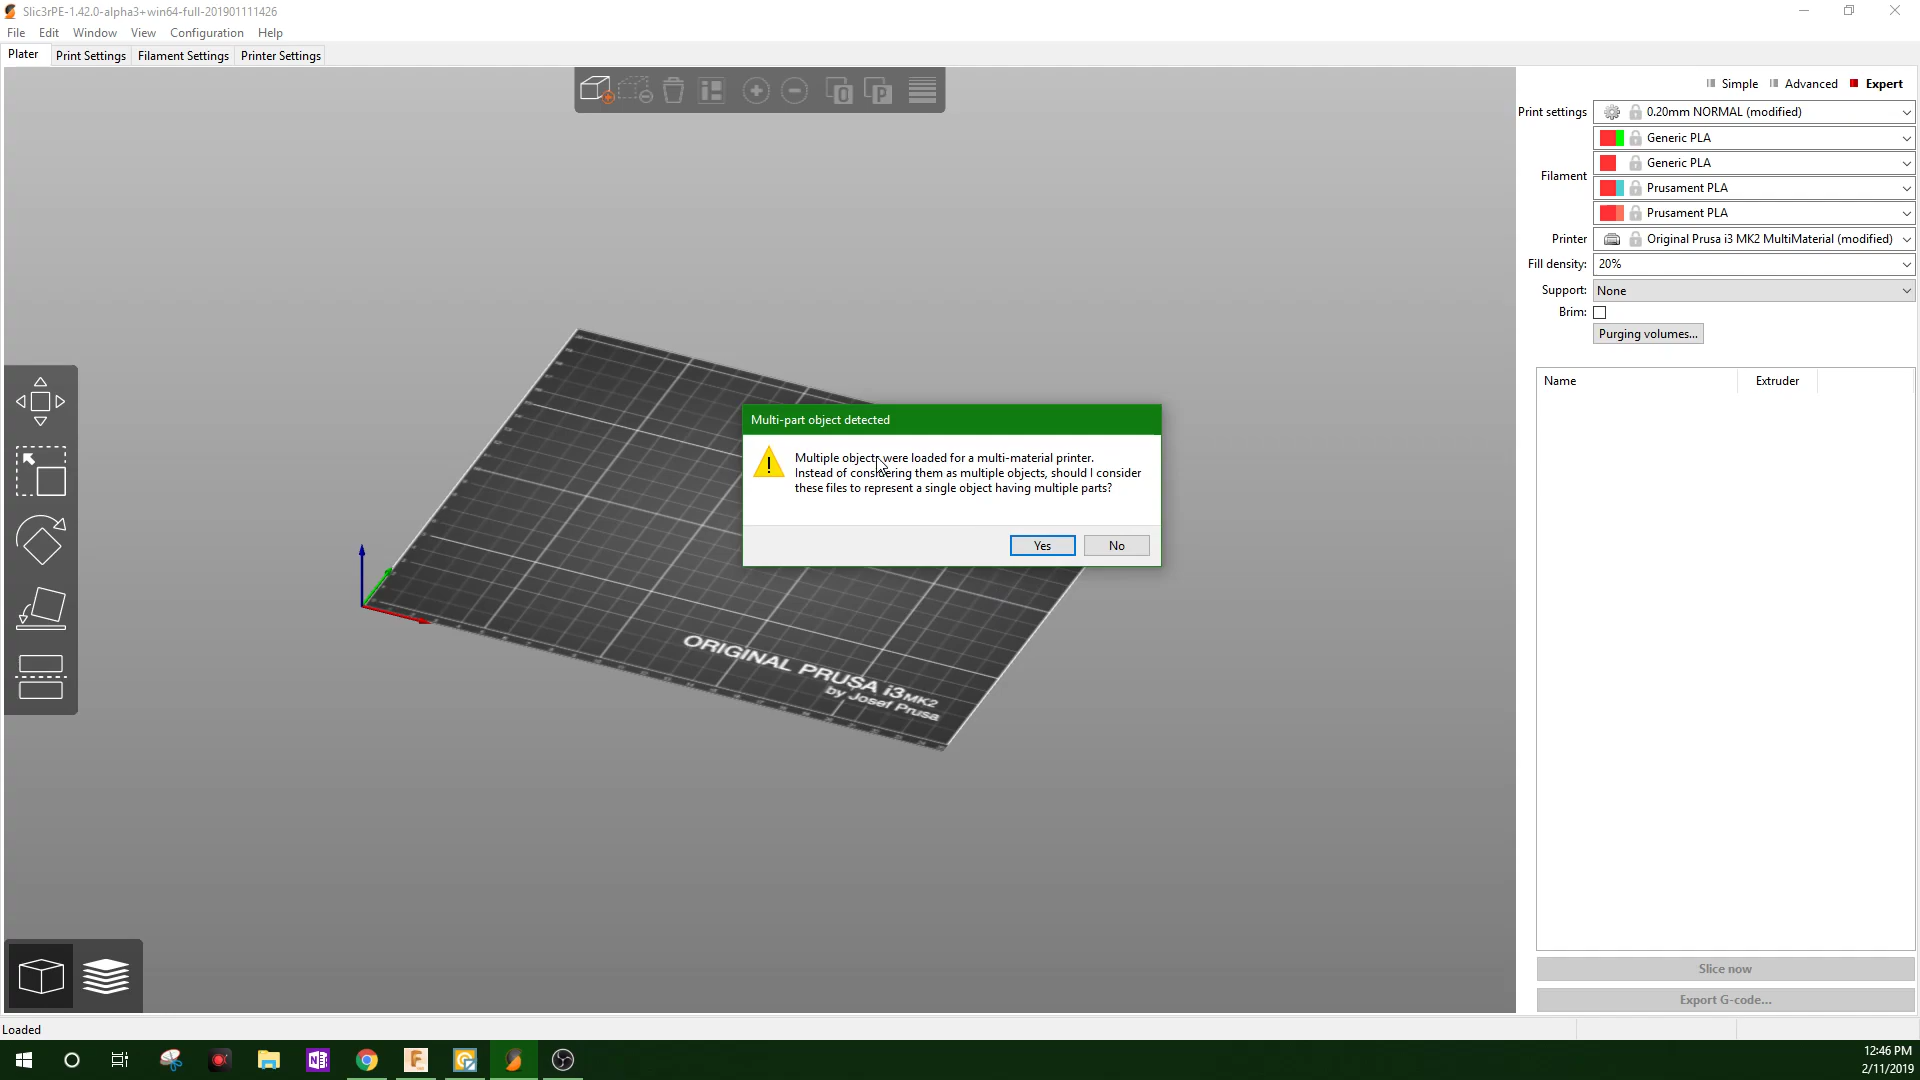 Slic3rPE-1.42.0-alpha3+win64-full-201901111426
File Edit Window View Configuration Help
Plater Print Settings Filament Settings Printer Settings
Simple Advanced Expert
Print settings 0.20mm NORMAL (modified)
Generic PLA
Generic PLA
Filament
Prusament PLA
Prusament PLA
Printer Original Prusa i3 MK2 MultiMaterial (modified)
Fill density: 20%
Support: None
Brim:
Purging volumes...
Name Extruder
Multi-part object detected
Multiple objects were loaded for a multi-material printer.
Instead of considering them as multiple objects, should I consider
these files to represent a single object having multiple parts?
Yes No
ORIGINAL PRUSA i3 MK2
by Josef Prusa
Slice now
Export G-code...
Loaded
12:46 PM
2/11/2019